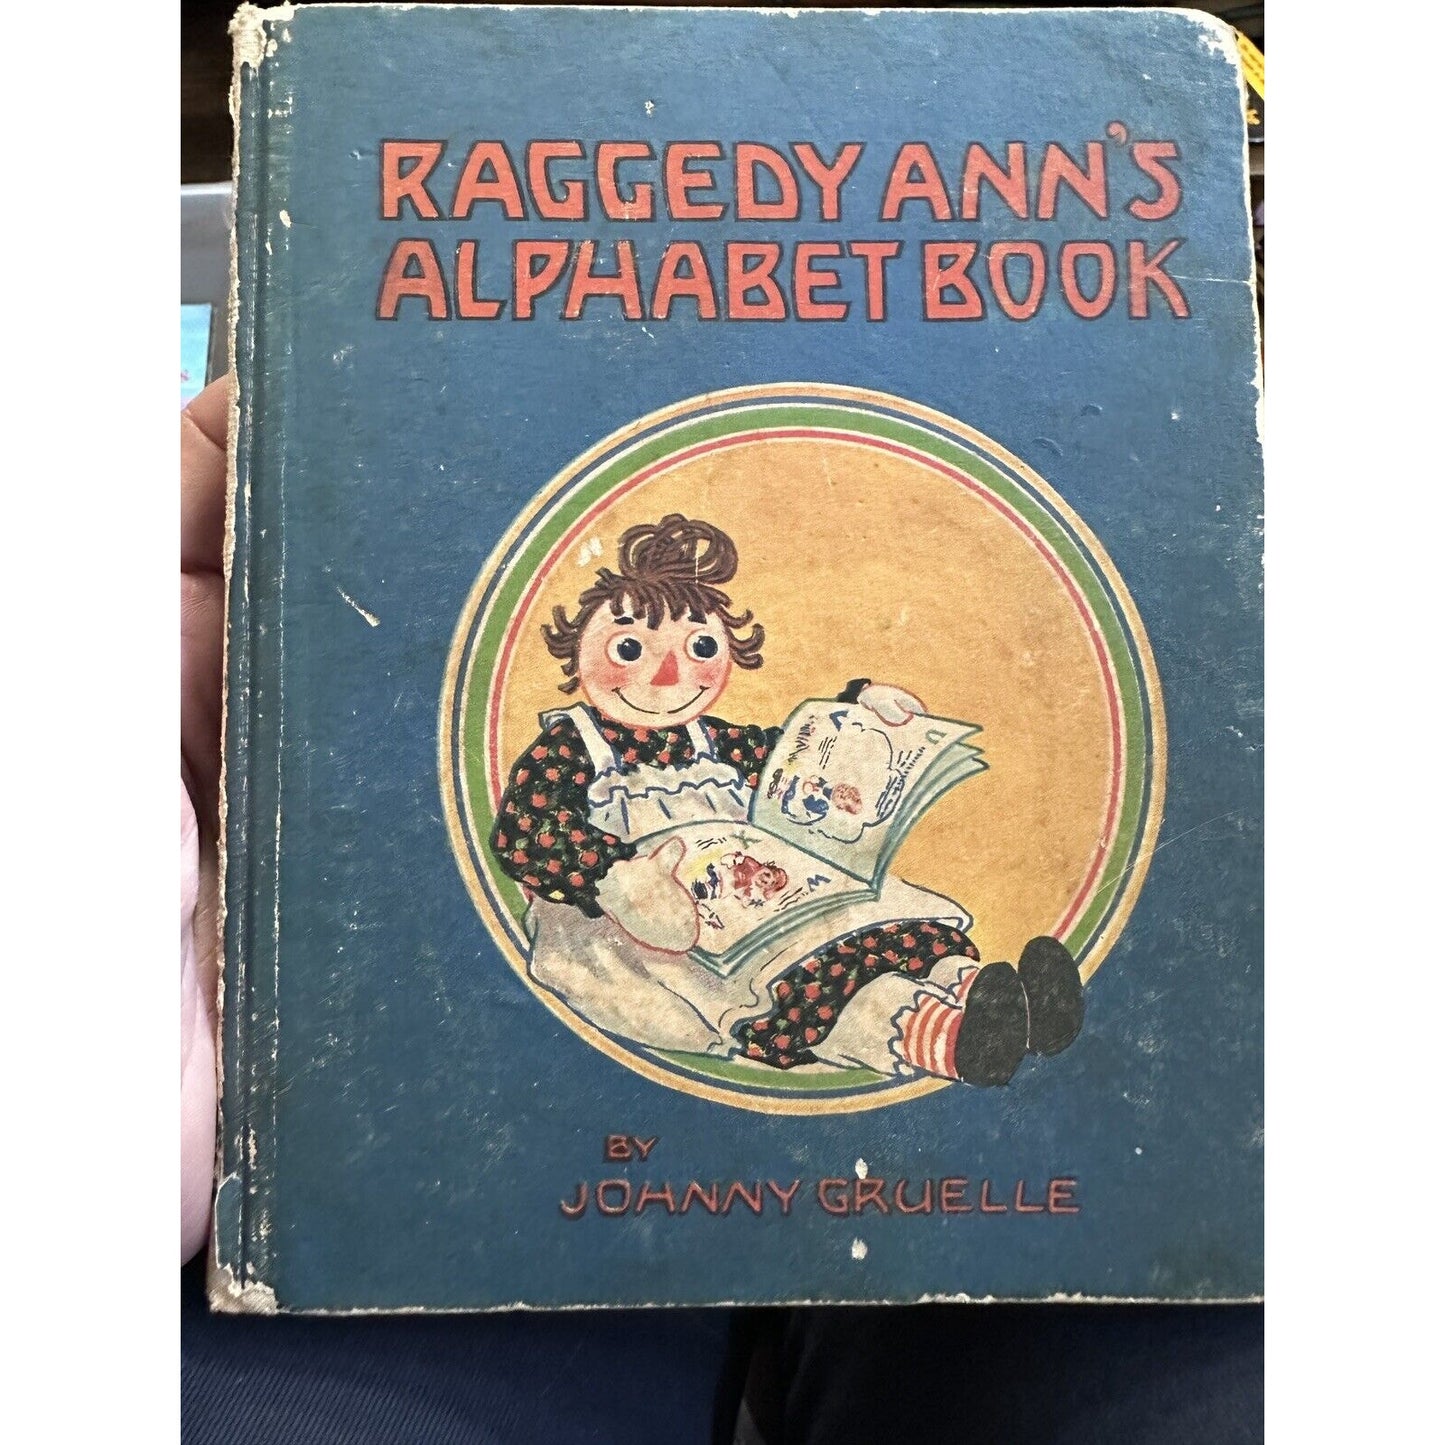 RAGGEDY ANN'S
ALPHABET BOOK
U
X
W
BY
JOHNNY GRUELLE